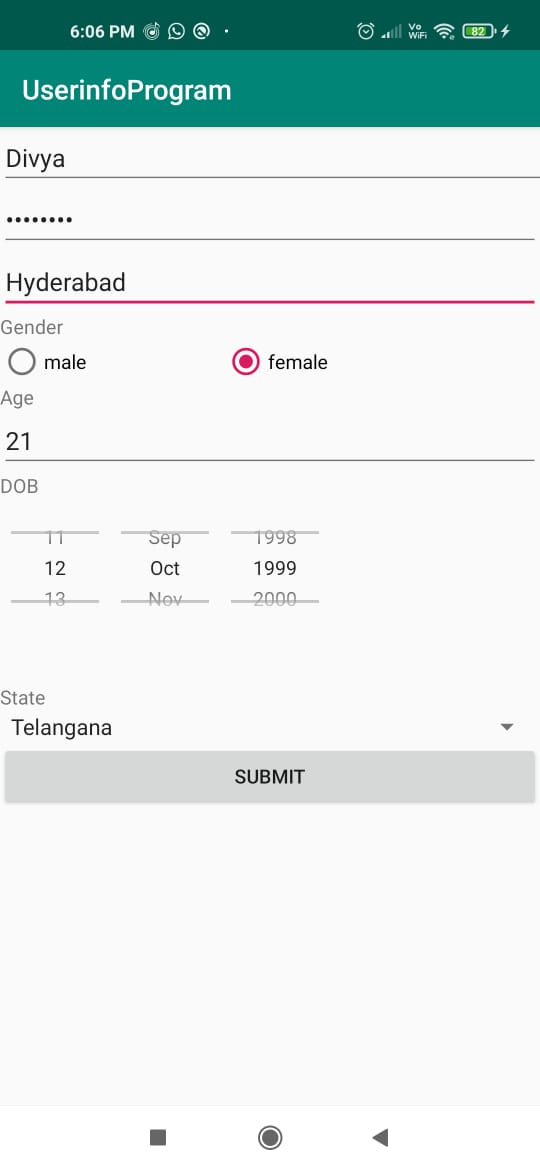 6:06 PM Vo WiFi 82
UserinfoProgram
Divya
••••••••
Hyderabad
Gender
male female
Age
21
DOB
11 Sep 1998
12 Oct 1999
13 Nov 2000
State
Telangana
SUBMIT